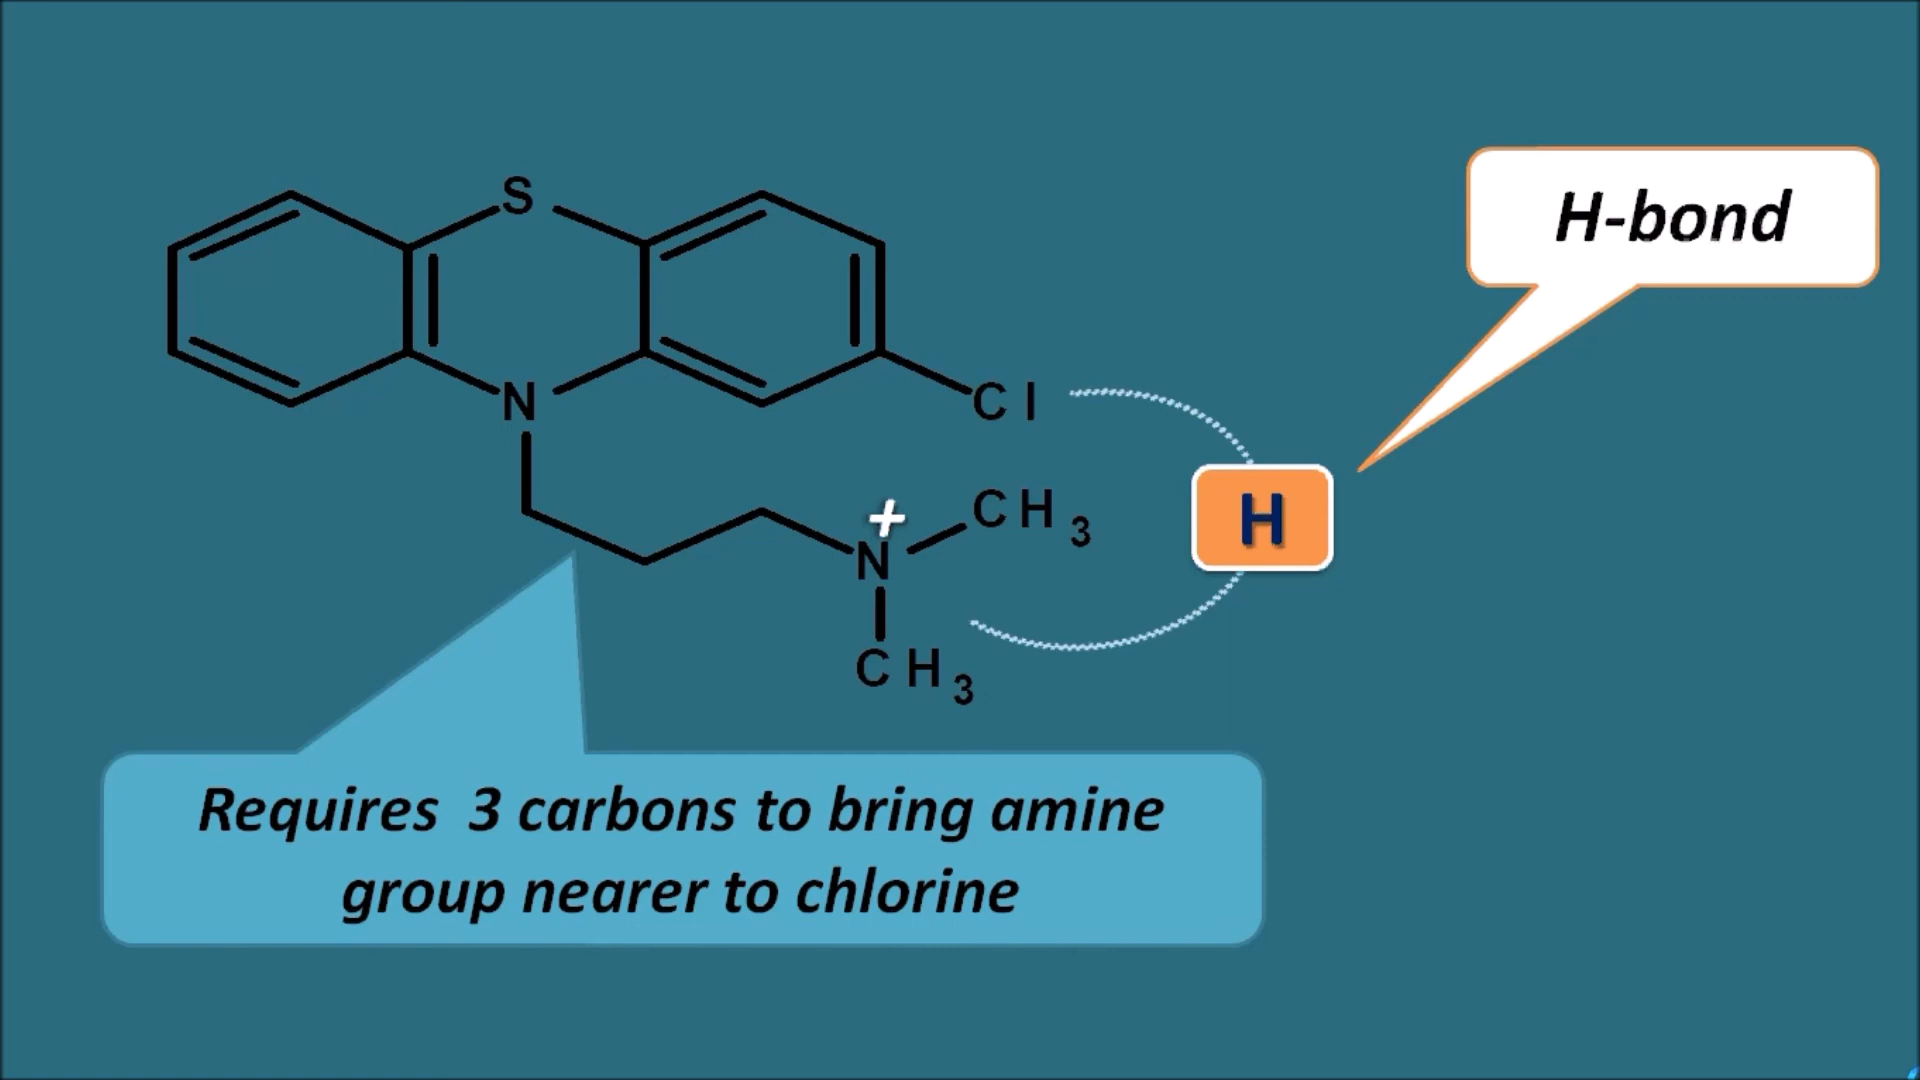 H-bond
S
N
Cl
+
N
CH3
CH3
H
Requires 3 carbons to bring amine
group nearer to chlorine